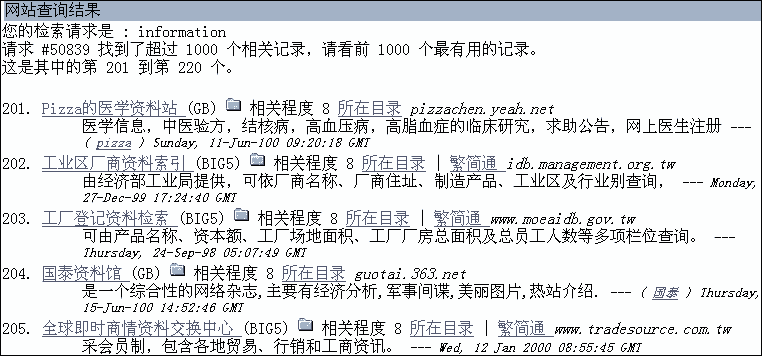 网站查询结果
您的检索请求是 : information
请求 #50839 找到了超过 1000 个相关记录，请看前 1000 个最有用的记录。
这是其中的第 201 到第 220 个。
201. Pizza的医学资料站 (GB) 相关程度 8 所在目录 pizzachen.yeah.net
医学信息，中医验方，结核病，高血压病，高脂血症的临床研究，求助公告，网上医生注册 ---
( pizza ) Sunday, 11-Jun-100 09:20:18 GMT
202. 工业区厂商资料索引 (BIG5) 相关程度 8 所在目录 | 繁简通 idb.management.org.tw
由经济部工业局提供，可依厂商名称、厂商住址、制造产品、工业区及行业别查询， --- Monday,
27-Dec-99 17:24:40 GMT
203. 工厂登记资料检索 (BIG5) 相关程度 8 所在目录 | 繁简通 www.moeaidb.gov.tw
可由产品名称、资本额、工厂场地面积、工厂厂房总面积及总员工人数等多项栏位查询。 ---
Thursday, 24-Sep-98 05:07:49 GMT
204. 国泰资料馆 (GB) 相关程度 8 所在目录 guotai.363.net
是一个综合性的网络杂志,主要有经济分析,军事间谍,美丽图片,热站介绍. --- ( 国泰 ) Thursday,
15-Jun-100 14:52:46 GMT
205. 全球即时商情资料交换中心 (BIG5) 相关程度 8 所在目录 | 繁简通 www.tradesource.com.tw
采会员制，包含各地贸易、行销和工商资讯。 --- Wed, 12 Jan 2000 08:55:45 GMT